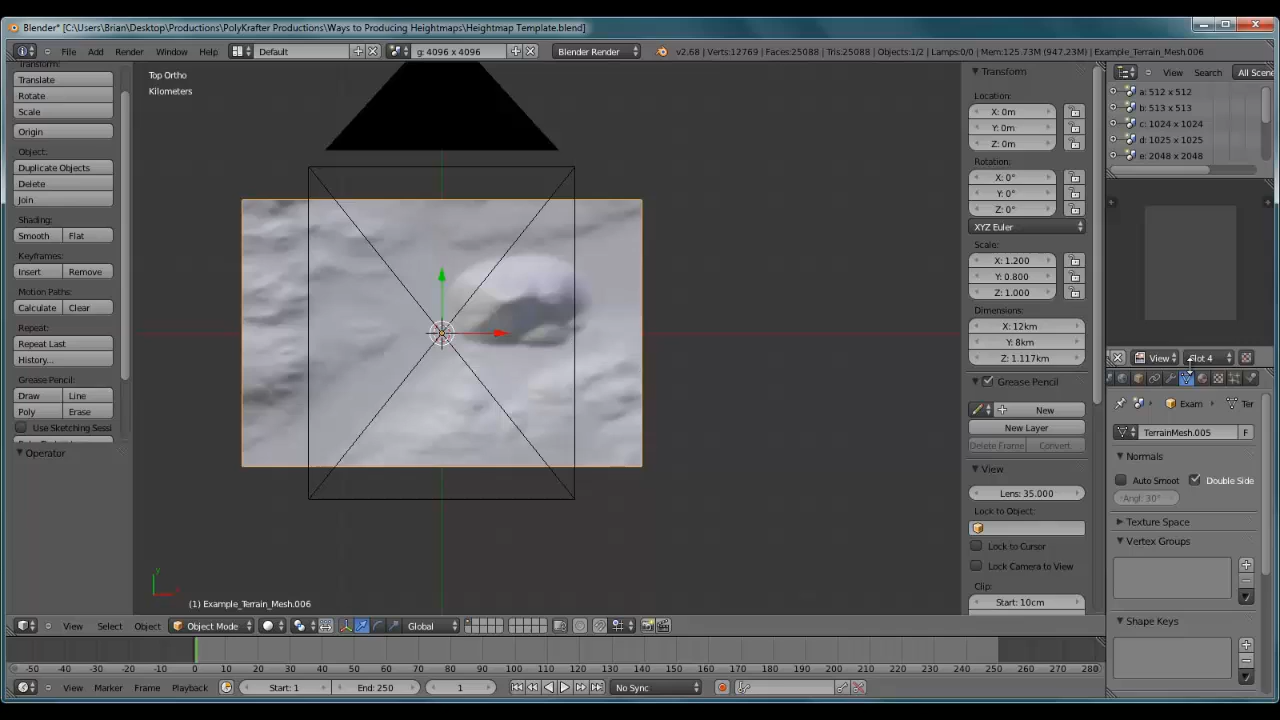 Blender* [C:\Users\Brian\Desktop\Productions\PolyKrafter Productions\Ways to Producing Heightmaps\Heightmap Template.blend]
File Add Render Window Help Default g: 4096 x 4096 Blender Render v2.68 | Verts:12769 | Faces:25088 | Tris:25088 | Objects:1/2 | Lamps:0/0 | Mem:125.73M (947.23M) | Example_Terrain_Mesh.006
Transform:
Translate
Rotate
Scale
Origin
Object:
Duplicate Objects
Delete
Join
Shading:
Smooth Flat
Keyframes:
Insert Remove
Motion Paths:
Calculate Clear
Repeat:
Repeat Last
History...
Grease Pencil:
Draw Line
Poly Erase
Use Sketching Sessi
Operator
Top Ortho
Kilometers
(1) Example_Terrain_Mesh.006
Transform
Location:
X: 0m
Y: 0m
Z: 0m
Rotation:
X: 0°
Y: 0°
Z: 0°
XYZ Euler
Scale:
X: 1.200
Y: 0.800
Z: 1.000
Dimensions:
X: 12km
Y: 8km
Z: 1.117km
Grease Pencil
New
New Layer
Delete Frame Convert
View
Lens: 35.000
Lock to Object:
Lock to Cursor
Lock Camera to View
Clip:
Start: 10cm
View Search All Scene
a: 512 x 512
b: 513 x 513
c: 1024 x 1024
d: 1025 x 1025
e: 2048 x 2048
View Slot 4
Exam Ter
TerrainMesh.005 F
Normals
Auto Smoot Double Side
Angl: 30°
Texture Space
Vertex Groups
Shape Keys
View Select Object Object Mode Global
-50 -40 -30 -20 -10 0 10 20 30 40 50 60 70 80 90 100 110 120 130 140 150 160 170 180 190 200 210 220 230 240 250 260 270 280
View Marker Frame Playback Start: 1 End: 250 1 No Sync